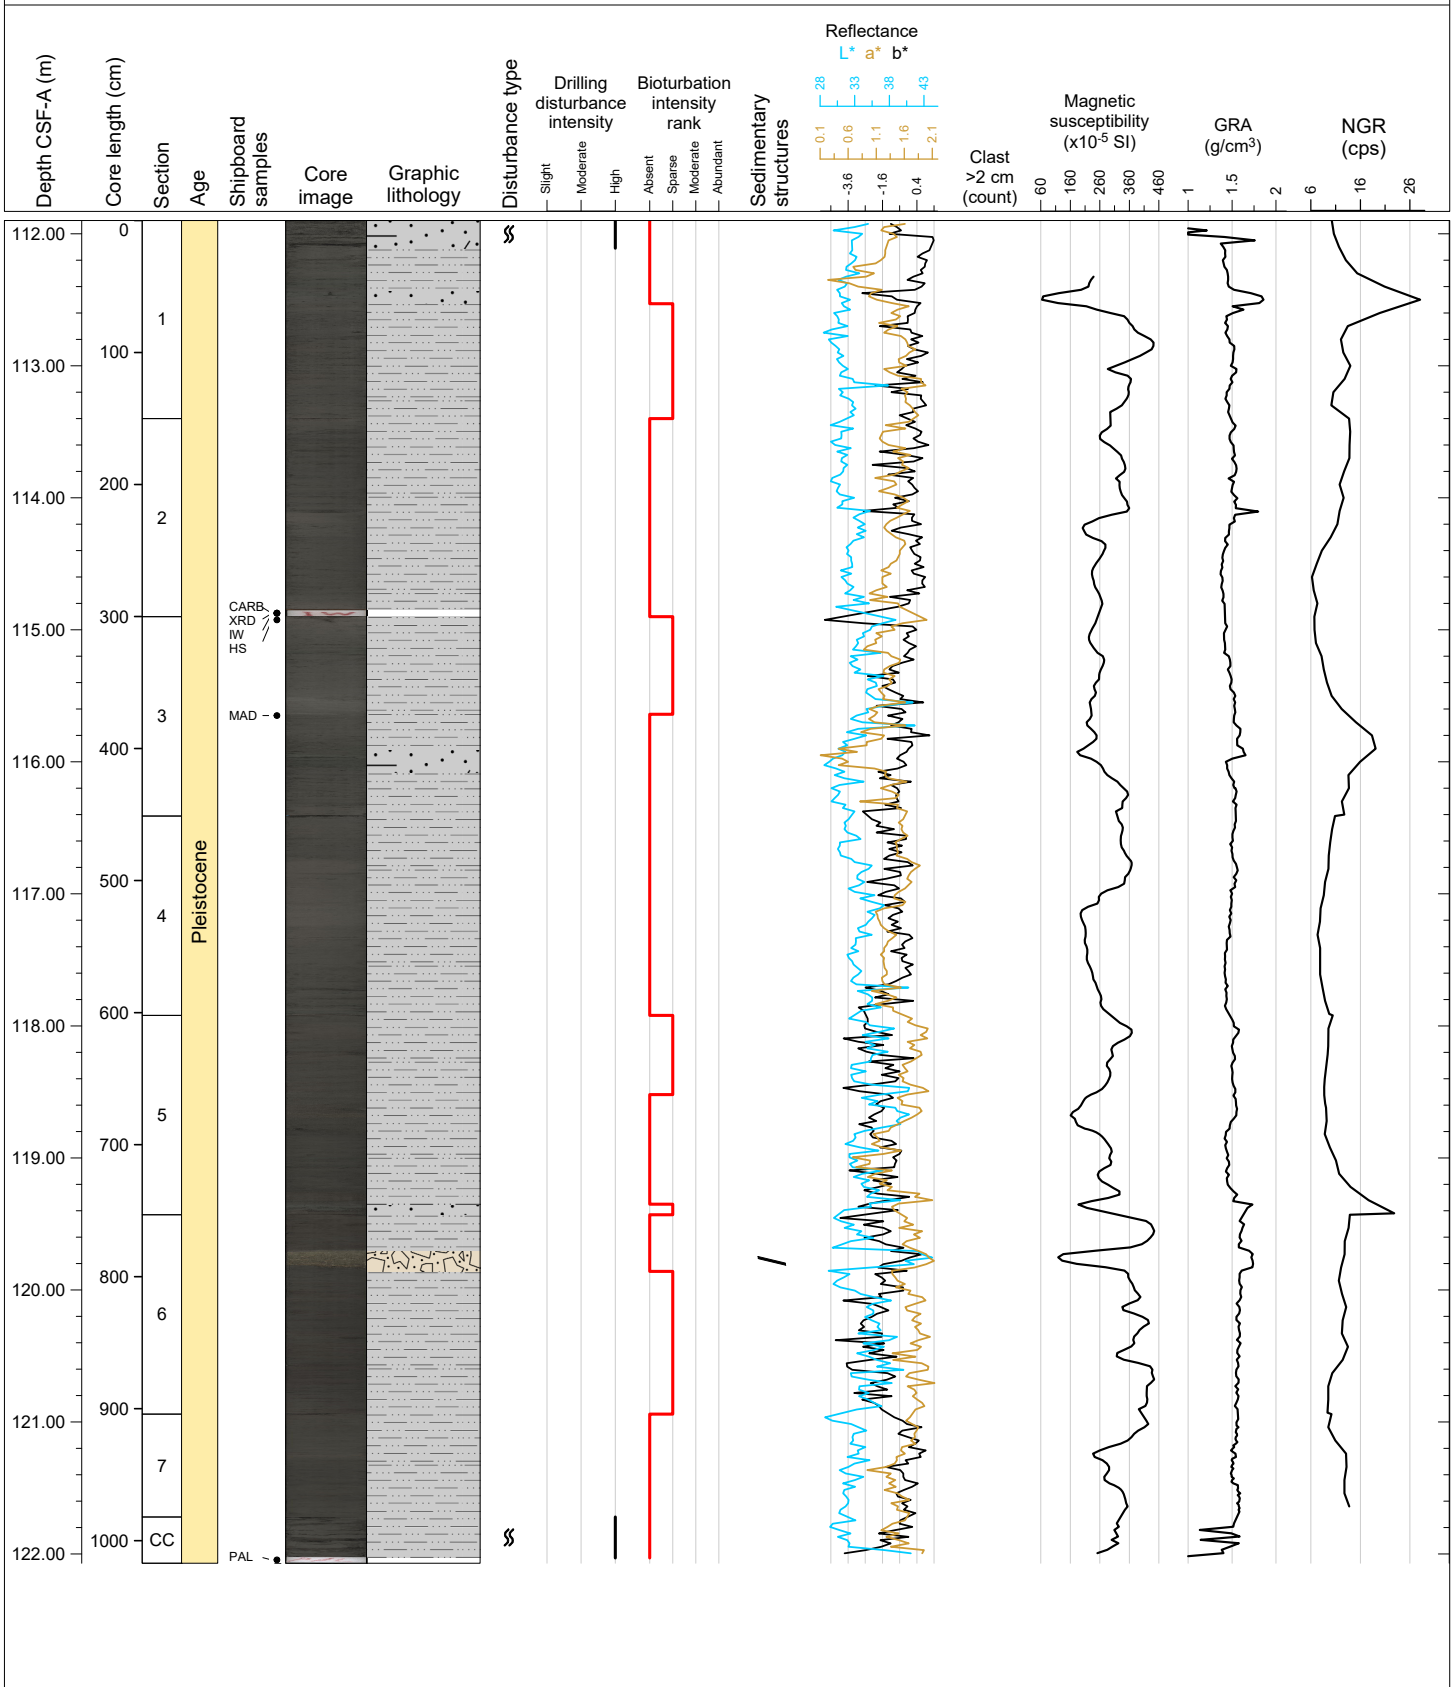 Depth CSF-A (m)
Core length (cm)
Section
Age
Shipboard
samples
Core
image
Graphic
lithology
Disturbance type
Drilling
disturbance
intensity
Slight
Moderate
High
Bioturbation
intensity
rank
Absent
Sparse
Moderate
Abundant
Sedimentary
structures
Reflectance
L* a* b*
28 33 38 43
0.1 0.6 1.1 1.6 2.1
-3.6 -1.6 0.4
Clast
>2 cm
(count)
Magnetic
susceptibility
(x10-5 SI)
60 160 260 360 460
GRA
(g/cm3)
1 1.5 2
NGR
(cps)
6 16 26
112.00
113.00
114.00
115.00
116.00
117.00
118.00
119.00
120.00
121.00
122.00
0
100
200
300
400
500
600
700
800
900
1000
1
2
3
4
5
6
7
CC
Pleistocene
CARB
XRD
IW
HS
MAD
PAL